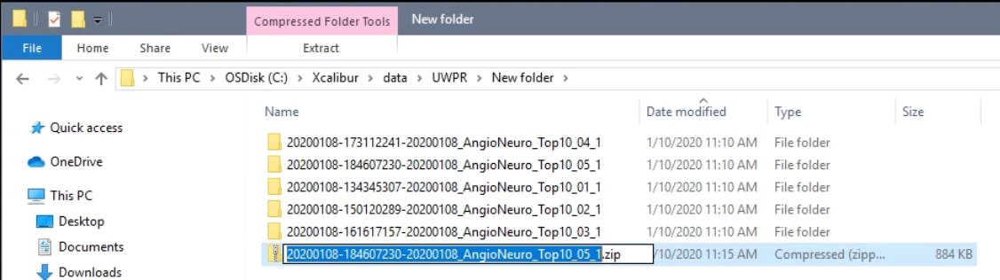 Compressed Folder Tools New folder
File Home Share View Extract
This PC > OSDisk (C:) > Xcalibur > data > UWPR > New folder >
Name Date modified Type Size
Quick access
OneDrive
This PC
Desktop
Documents
Downloads
20200108-173112241-20200108_AngioNeuro_Top10_04_1 1/10/2020 11:10 AM File folder
20200108-184607230-20200108_AngioNeuro_Top10_05_1 1/10/2020 11:10 AM File folder
20200108-134345307-20200108_AngioNeuro_Top10_01_1 1/10/2020 11:10 AM File folder
20200108-150120289-20200108_AngioNeuro_Top10_02_1 1/10/2020 11:10 AM File folder
20200108-161617157-20200108_AngioNeuro_Top10_03_1 1/10/2020 11:10 AM File folder
20200108-184607230-20200108_AngioNeuro_Top10_05_1.zip /10/2020 11:15 AM Compressed (zipp... 884 KB